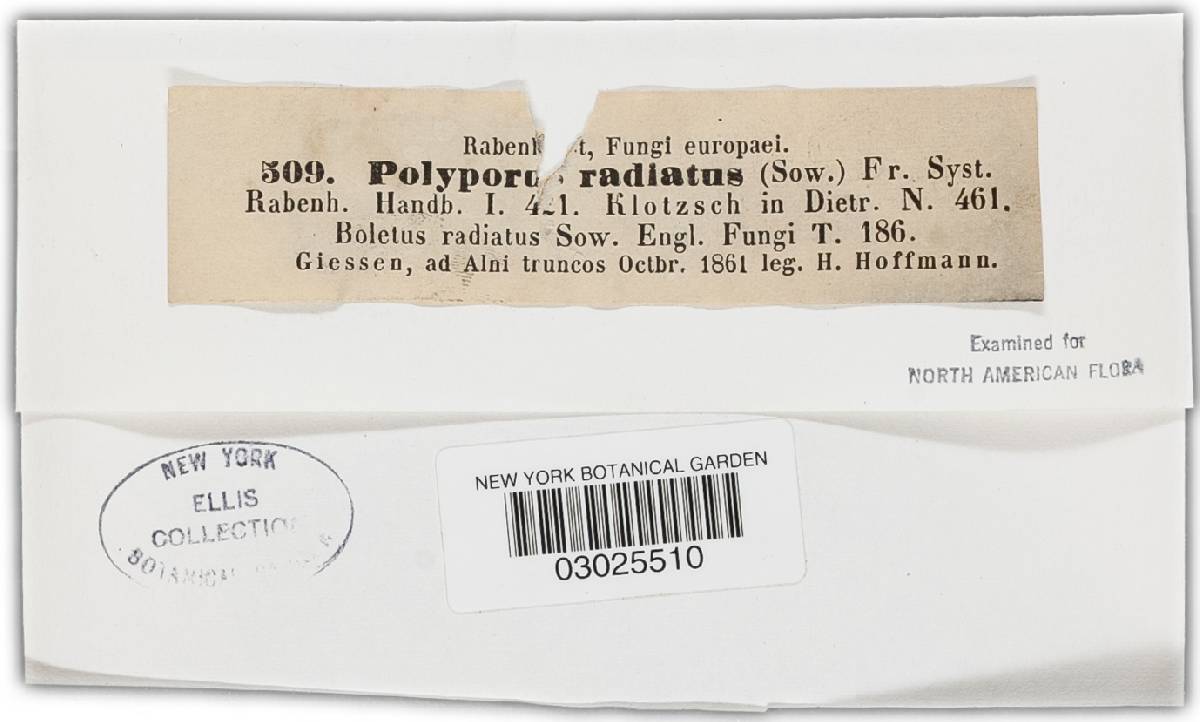 Fungi europaei.
509. radiatus (Sow.) Fr. Syst.
Rabenh. Handb. I. Klotzsch in Dietr. N. 461.
Boletus radiatus Sow. Engl. Fungi T. 186.
Giessen, ad Alni truncos Octbr. 1861 leg. H. Hoffmann.
Examined for
NORTH AMERICAN FLORA
NEW YORK
ELLIS
COLLECTION
BOTANICAL
NEW YORK BOTANICAL GARDEN
03025510